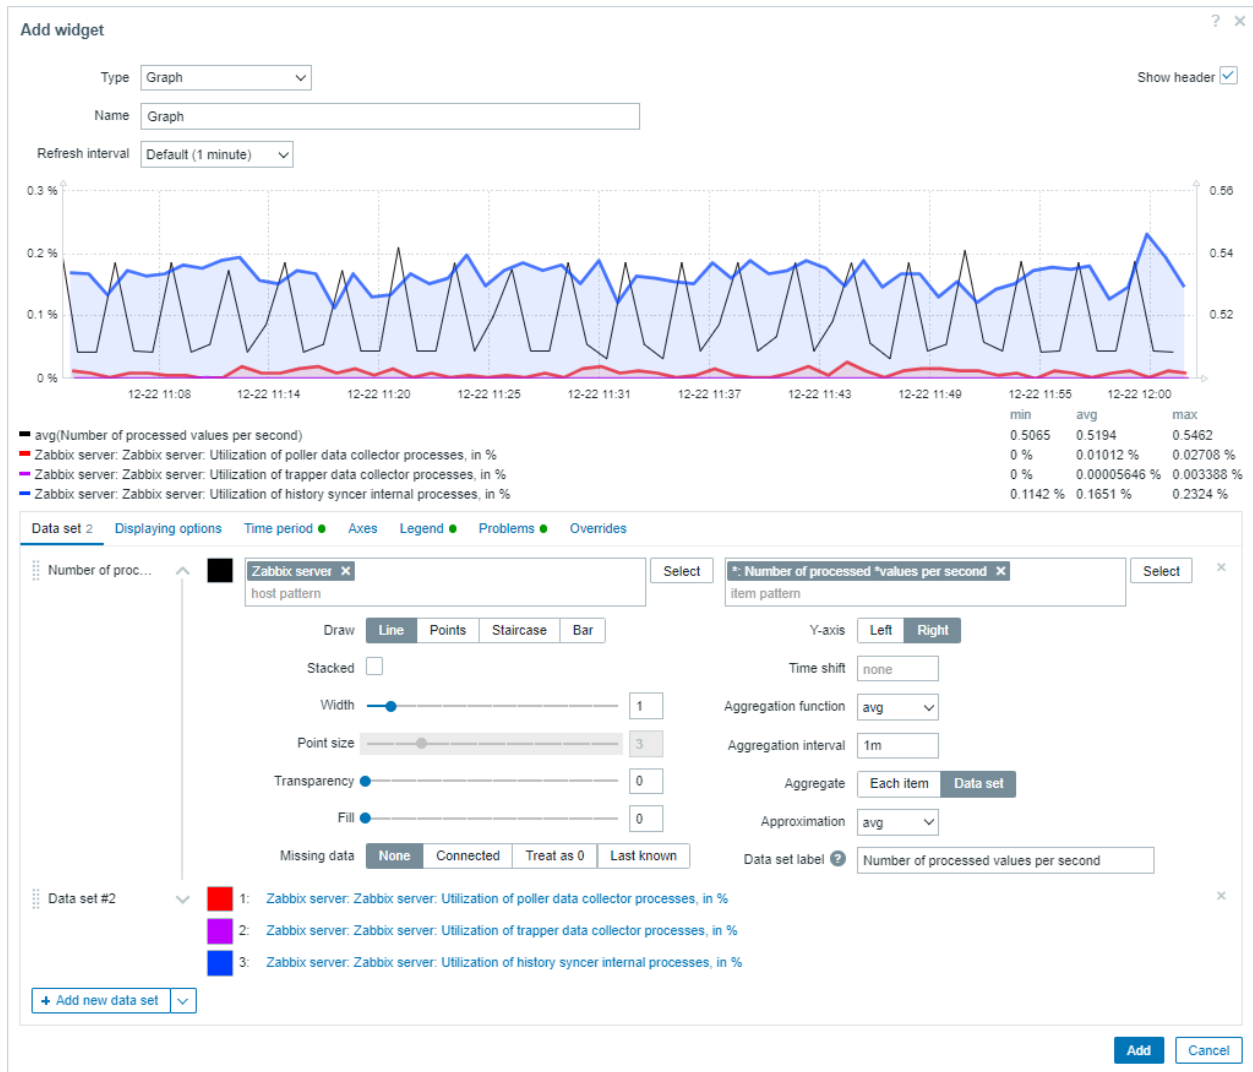 Add widget
? ×
Type Graph Show header
Name Graph
Refresh interval Default (1 minute)
0.3 % 0.56
0.2 % 0.54
0.1 % 0.52
0 %
12-22 11:08 12-22 11:14 12-22 11:20 12-22 11:25 12-22 11:31 12-22 11:37 12-22 11:43 12-22 11:49 12-22 11:55 12-22 12:00
min avg max
avg(Number of processed values per second) 0.5065 0.5194 0.5462
Zabbix server: Zabbix server: Utilization of poller data collector processes, in % 0 % 0.01012 % 0.02708 %
Zabbix server: Zabbix server: Utilization of trapper data collector processes, in % 0 % 0.00005646 % 0.003388 %
Zabbix server: Zabbix server: Utilization of history syncer internal processes, in % 0.1142 % 0.1651 % 0.2324 %
Data set 2 Displaying options Time period Axes Legend Problems Overrides
Number of proc... Zabbix server × Select *: Number of processed *values per second × Select ×
host pattern item pattern
Draw Line Points Staircase Bar Y-axis Left Right
Stacked Time shift none
Width 1 Aggregation function avg
Point size 3 Aggregation interval 1m
Transparency 0 Aggregate Each item Data set
Fill 0 Approximation avg
Missing data None Connected Treat as 0 Last known Data set label ? Number of processed values per second
Data set #2 1: Zabbix server: Zabbix server: Utilization of poller data collector processes, in % ×
2: Zabbix server: Zabbix server: Utilization of trapper data collector processes, in %
3: Zabbix server: Zabbix server: Utilization of history syncer internal processes, in %
+ Add new data set
Add Cancel